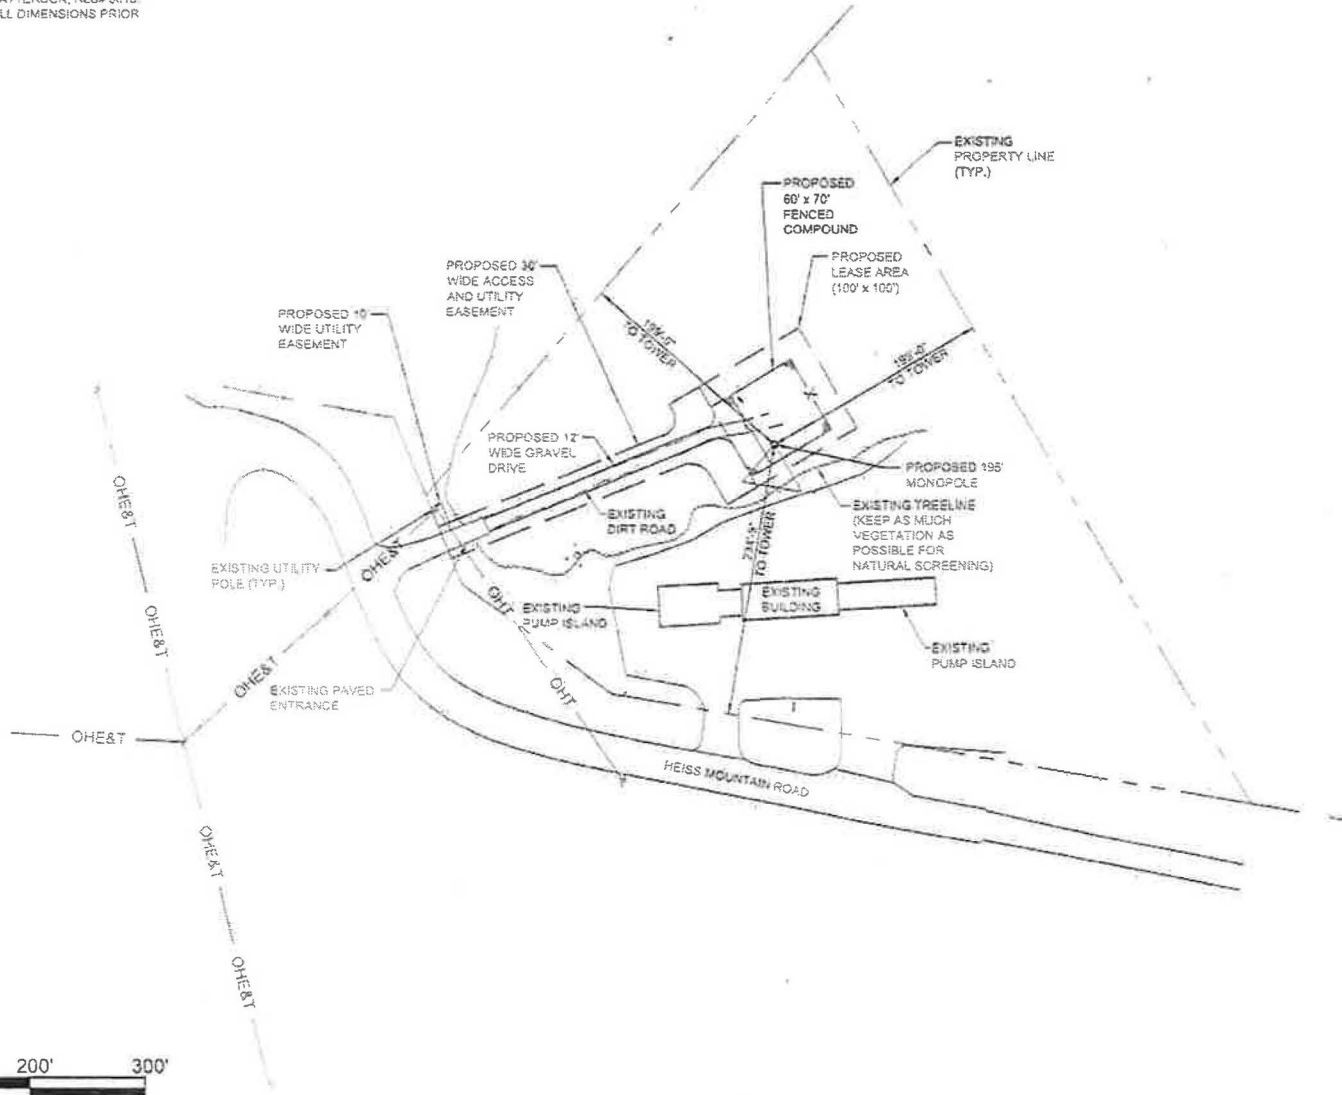 LL DIMENSIONS PRIOR
EXISTING
PROPERTY LINE
(TYP.)
PROPOSED
60' x 70'
FENCED
COMPOUND
PROPOSED
LEASE AREA
(100' x 100')
PROPOSED 30'
WIDE ACCESS
AND UTILITY
EASEMENT
PROPOSED 10'
WIDE UTILITY
EASEMENT
TO TOWER
TO TOWER
PROPOSED 12'
WIDE GRAVEL
DRIVE
PROPOSED 195'
MONOPOLE
EXISTING TREELINE
(KEEP AS MUCH
VEGETATION AS
POSSIBLE FOR
NATURAL SCREENING)
EXISTING
DIRT ROAD
TO TOWER
OHE&T
OHE&T
EXISTING UTILITY
POLE (TYP.)
OHE&T
OHT
EXISTING
PUMP ISLAND
EXISTING
BUILDING
EXISTING
PUMP ISLAND
OHE&T
EXISTING PAVED
ENTRANCE
OHT
OHE&T
HEISS MOUNTAIN ROAD
OHE&T
OHE&T
200' 300'